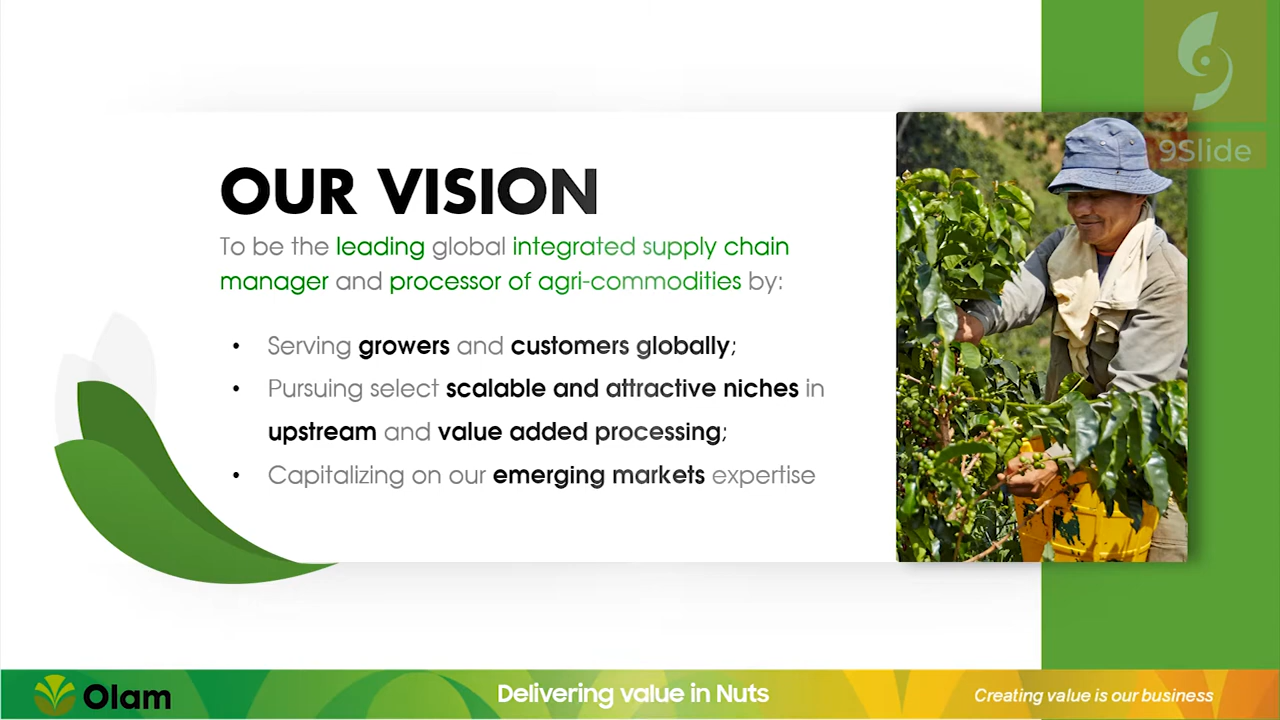 9Slide
OUR VISION
To be the leading global integrated supply chain
manager and processor of agri-commodities by:
• Serving growers and customers globally;
• Pursuing select scalable and attractive niches in
upstream and value added processing;
• Capitalizing on our emerging markets expertise
Olam
Delivering value in Nuts
Creating value is our business